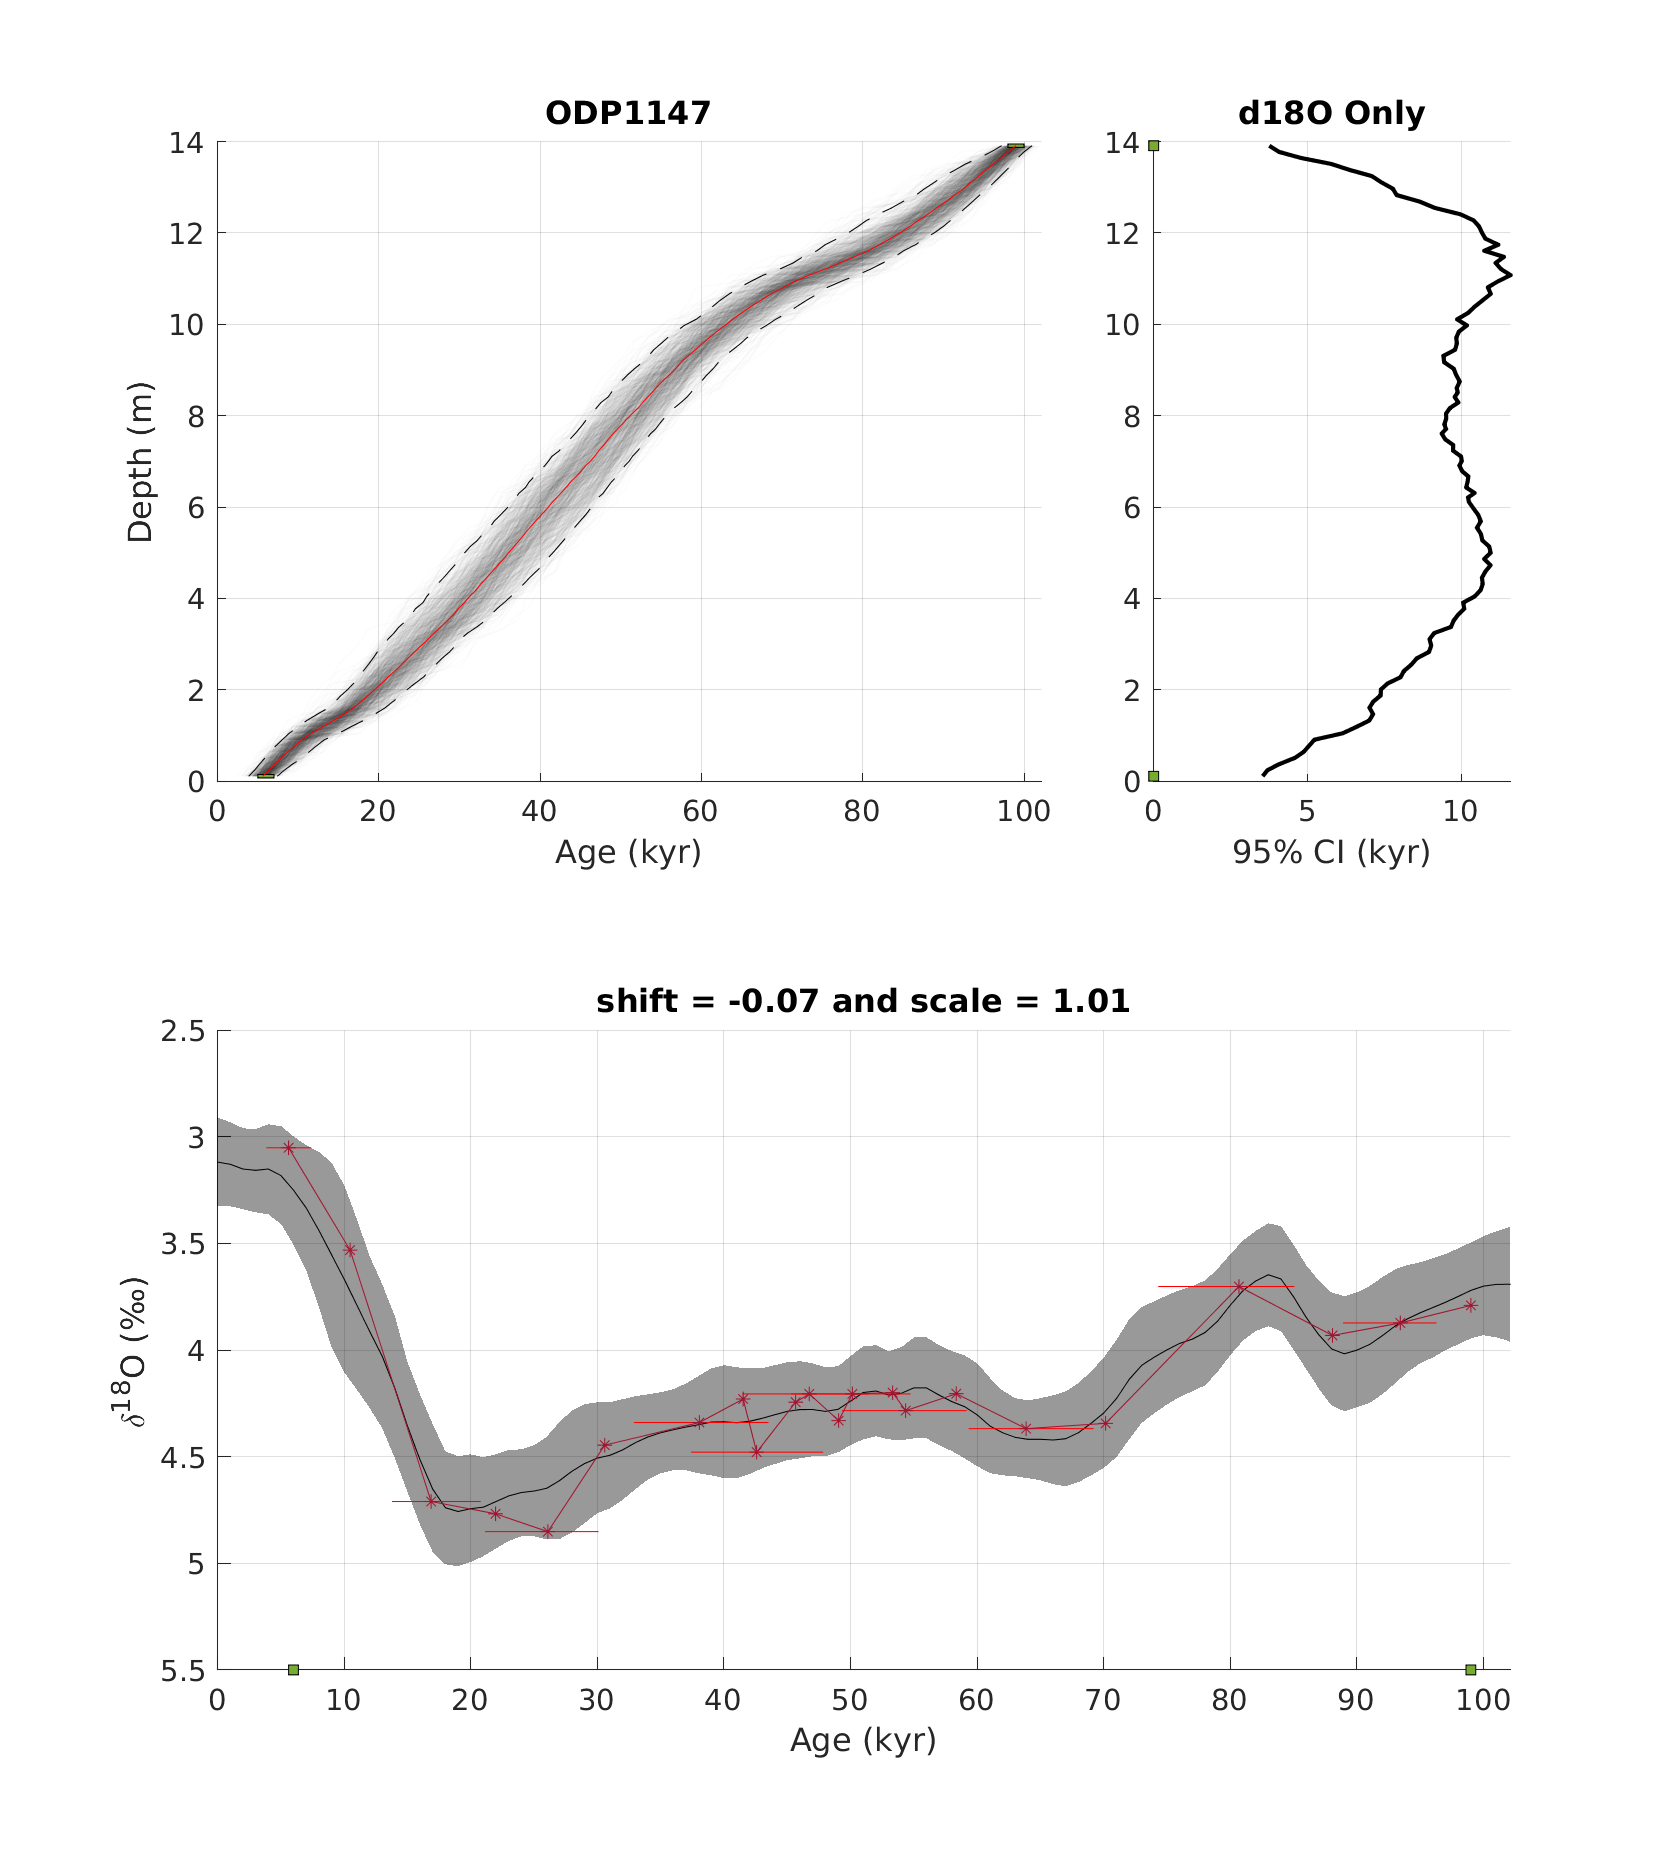 ODP1147
d18O Only
14
12
10
8
6
4
2
0
Depth (m)
0 20 40 60 80 100
Age (kyr)
14
12
10
8
6
4
2
0
0 5 10
95% CI (kyr)
shift = -0.07 and scale = 1.01
2.5
3
3.5
4
4.5
5
5.5
δ18O (‰)
0 10 20 30 40 50 60 70 80 90 100
Age (kyr)